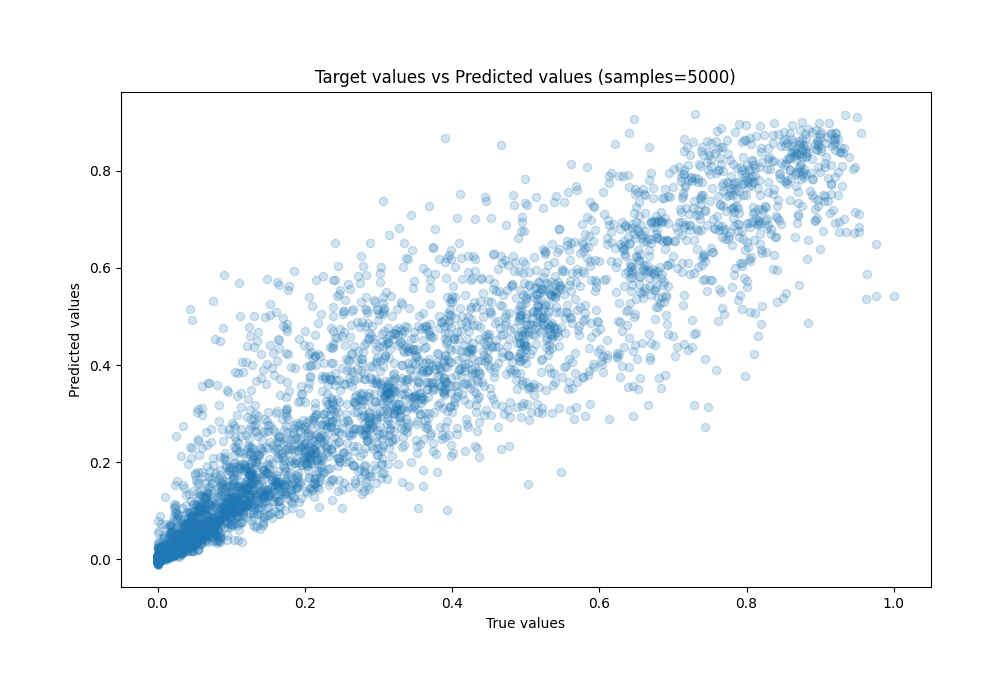 Target values vs Predicted values (samples=5000)
Predicted values
0.8
0.6
0.4
0.2
0.0
0.0 0.2 0.4 0.6 0.8 1.0
True values